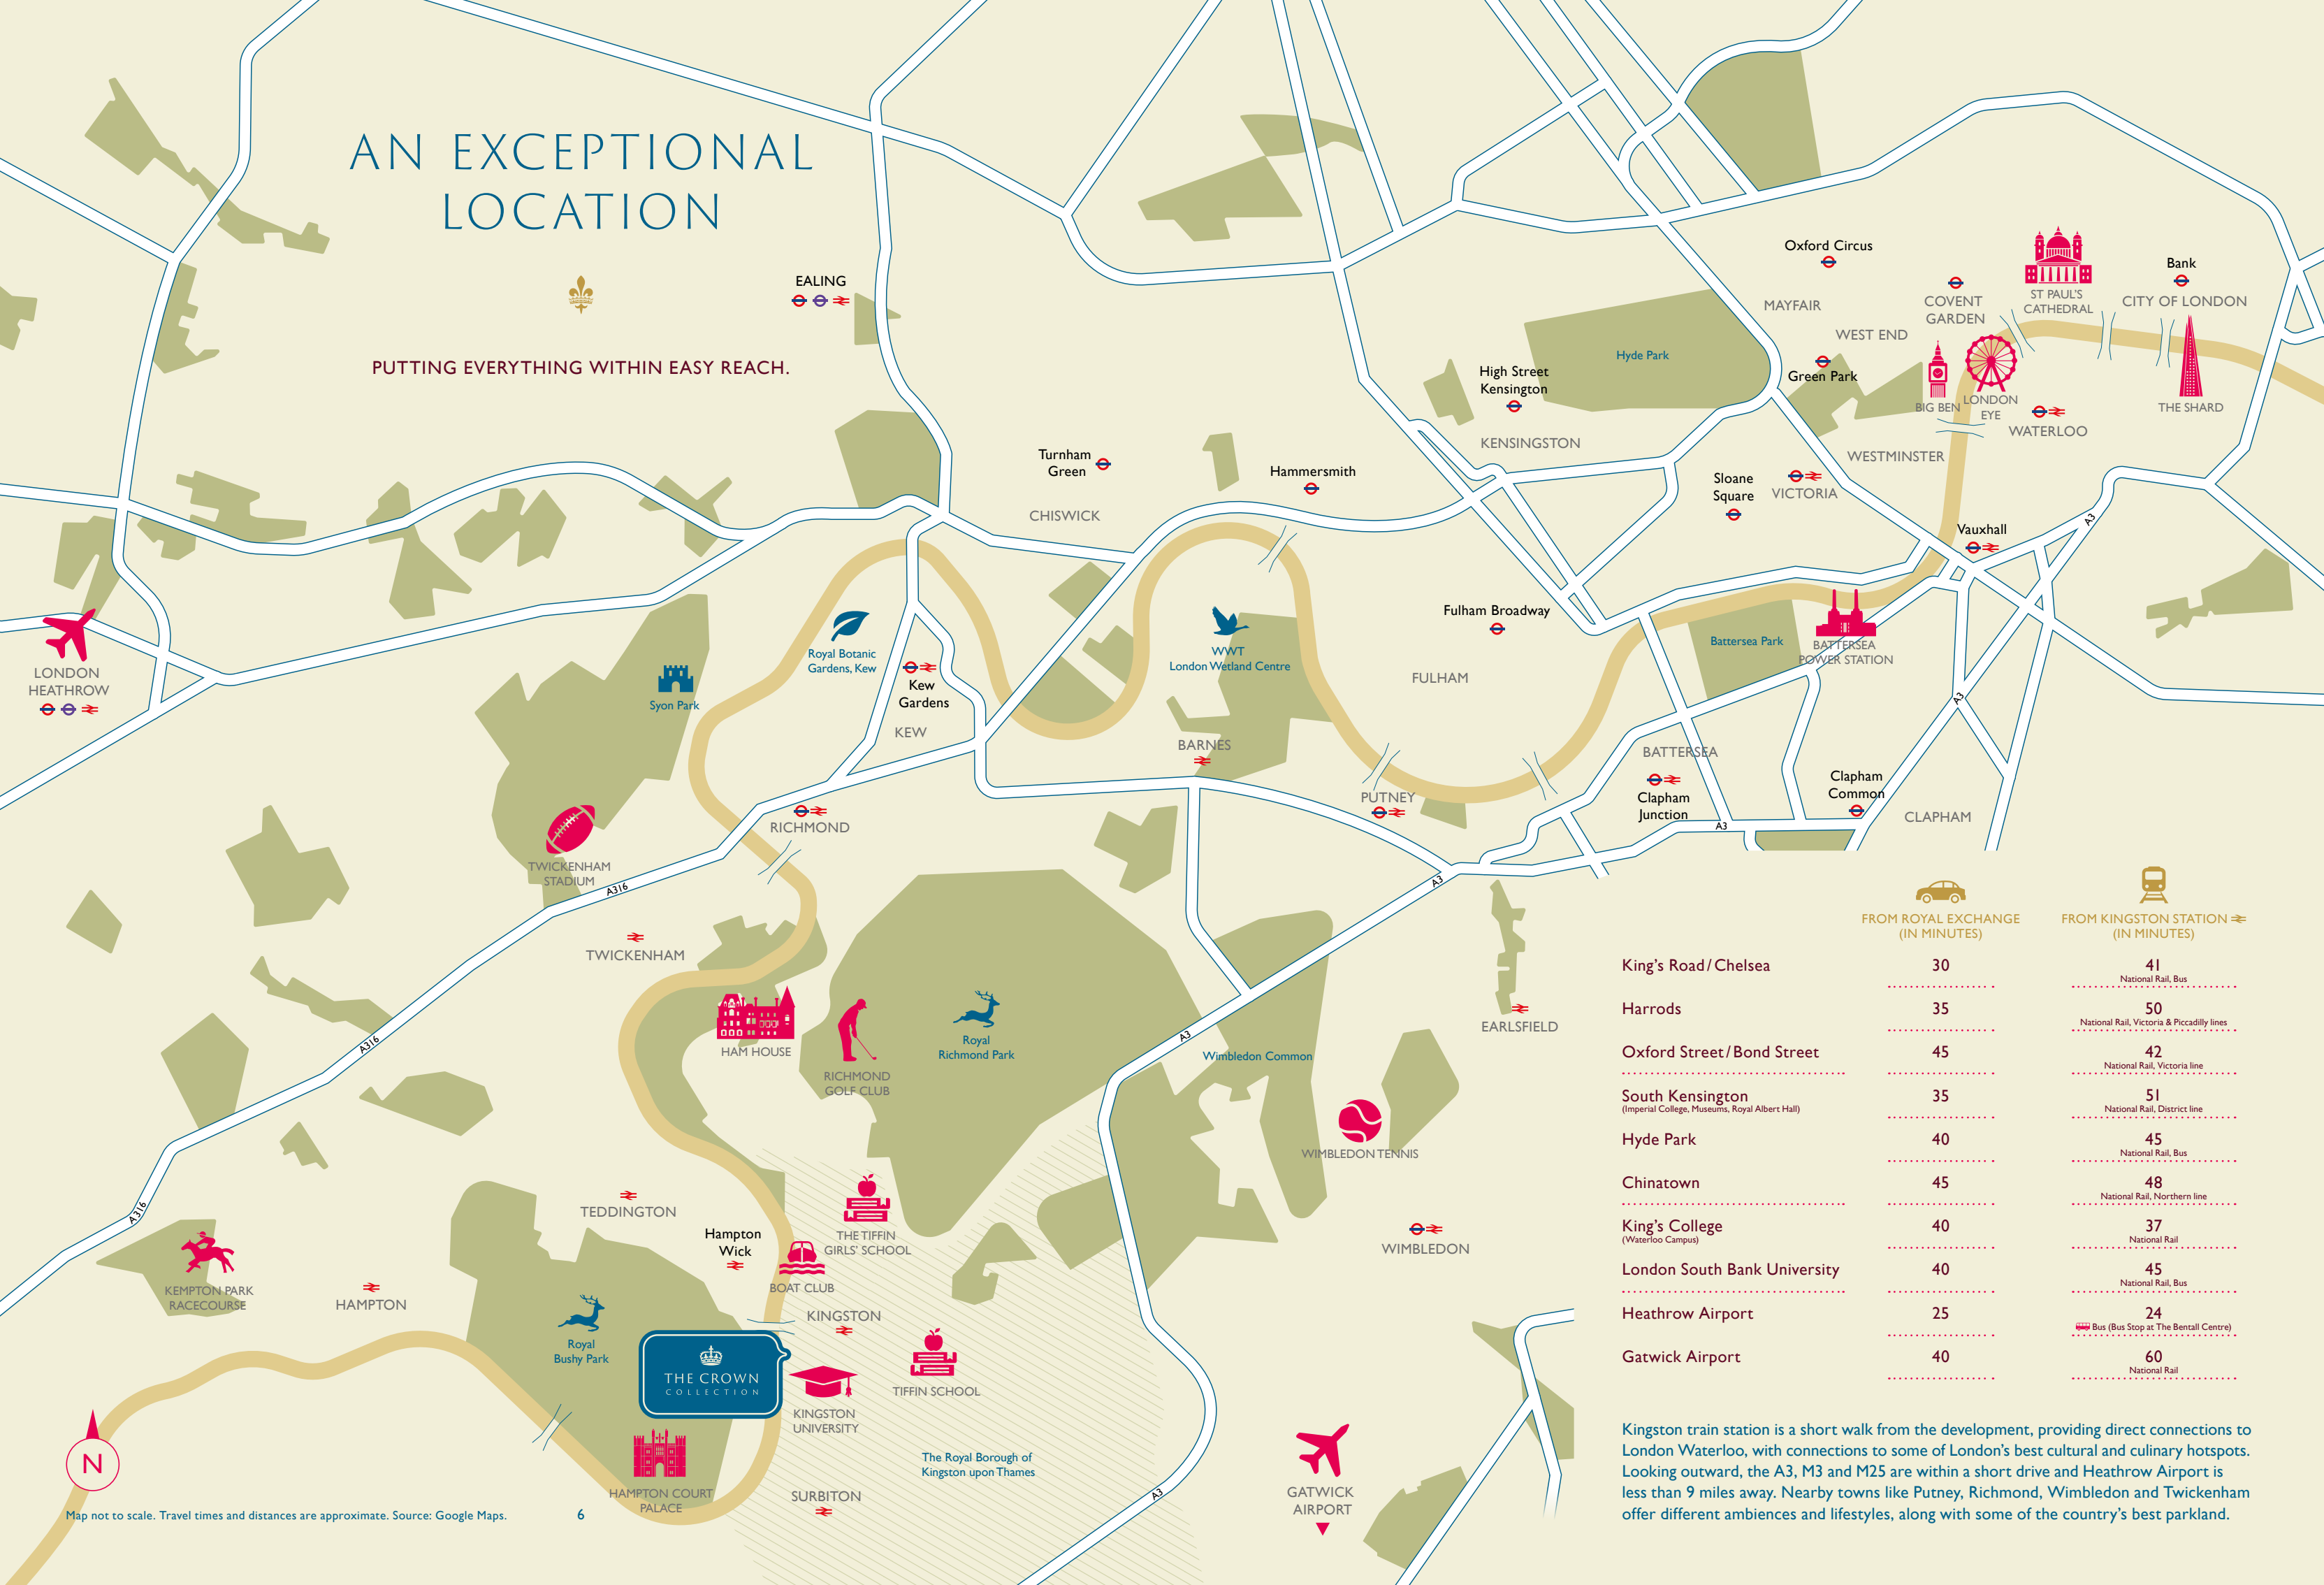 AN EXCEPTIONAL
LOCATION
PUTTING EVERYTHING WITHIN EASY REACH.
EALING
Oxford Circus
MAYFAIR
WEST END
COVENT
GARDEN
ST PAUL'S
CATHEDRAL
Bank
CITY OF LONDON
Hyde Park
Green Park
BIG BEN
LONDON
EYE
WATERLOO
THE SHARD
High Street
Kensington
KENSINGTON
WESTMINSTER
Turnham
Green
CHISWICK
Hammersmith
Sloane
Square
VICTORIA
Vauxhall
A3
LONDON
HEATHROW
Syon Park
Royal Botanic
Gardens, Kew
Kew
Gardens
KEW
WWT
London Wetland Centre
BARNES
Fulham Broadway
FULHAM
Battersea Park
BATTERSEA
POWER STATION
A3
BATTERSEA
Clapham
Junction
Clapham
Common
CLAPHAM
A3
PUTNEY
RICHMOND
TWICKENHAM
STADIUM
A316
A3
TWICKENHAM
HAM HOUSE
RICHMOND
GOLF CLUB
Royal
Richmond Park
A3
Wimbledon Common
EARLSFIELD
A316
WIMBLEDON TENNIS
A316
TEDDINGTON
Hampton
Wick
THE TIFFIN
GIRLS' SCHOOL
BOAT CLUB
KINGSTON
WIMBLEDON
KEMPTON PARK
RACECOURSE
HAMPTON
Royal
Bushy Park
THE CROWN
COLLECTION
TIFFIN SCHOOL
KINGSTON
UNIVERSITY
The Royal Borough of
Kingston upon Thames
HAMPTON COURT
PALACE
SURBITON
A3
GATWICK
AIRPORT
N
Map not to scale. Travel times and distances are approximate. Source: Google Maps.
6
FROM ROYAL EXCHANGE
(IN MINUTES)
FROM KINGSTON STATION
(IN MINUTES)
King's Road/Chelsea 30 41
National Rail, Bus
Harrods 35 50
National Rail, Victoria & Piccadilly lines
Oxford Street/Bond Street 45 42
National Rail, Victoria line
South Kensington 35 51
(Imperial College, Museums, Royal Albert Hall) National Rail, District line
Hyde Park 40 45
National Rail, Bus
Chinatown 45 48
National Rail, Northern line
King's College 40 37
(Waterloo Campus) National Rail
London South Bank University 40 45
National Rail, Bus
Heathrow Airport 25 24
Bus (Bus Stop at The Bentall Centre)
Gatwick Airport 40 60
National Rail
Kingston train station is a short walk from the development, providing direct connections to
London Waterloo, with connections to some of London's best cultural and culinary hotspots.
Looking outward, the A3, M3 and M25 are within a short drive and Heathrow Airport is
less than 9 miles away. Nearby towns like Putney, Richmond, Wimbledon and Twickenham
offer different ambiences and lifestyles, along with some of the country's best parkland.